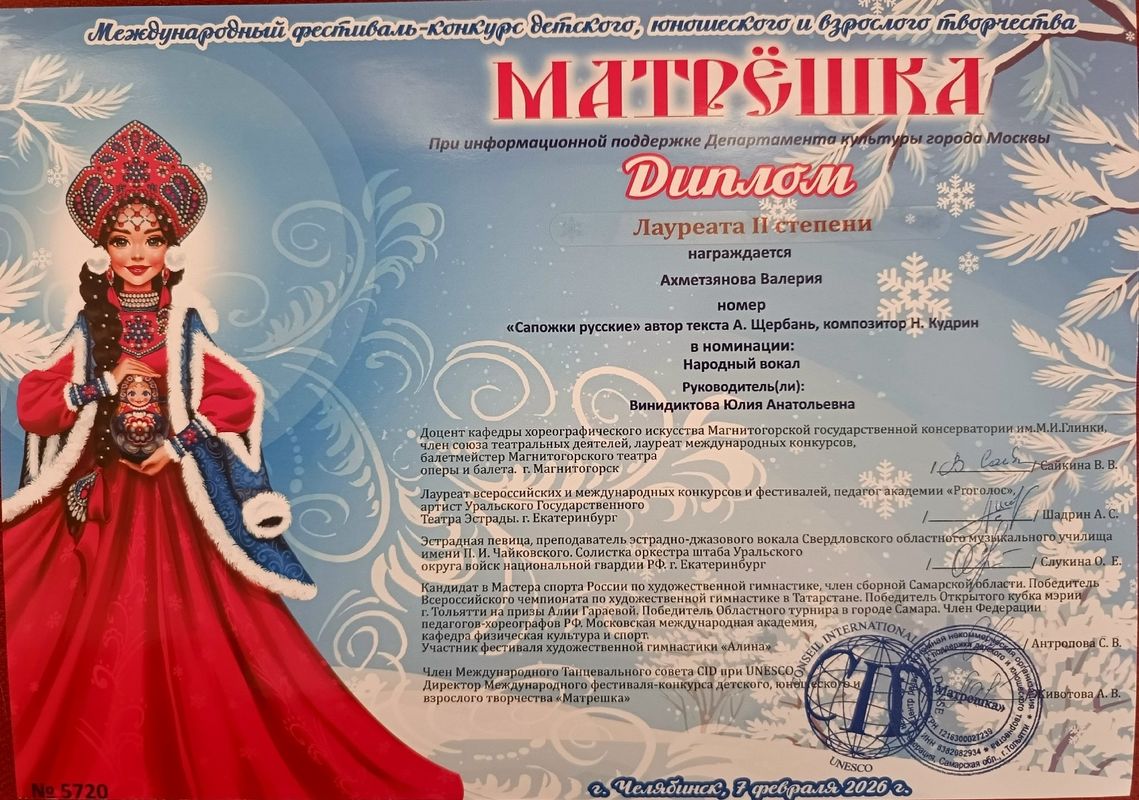 Международный фестиваль-конкурс детского, юношеского и взрослого творчества
МАТРЁШКА
При информационной поддержке Департамента культуры города Москвы
Диплом
Лауреата II степени
награждается
Ахметзянова Валерия
номер
«Сапожки русские» автор текста А. Щербань, композитор Н. Кудрин
в номинации:
Народный вокал
Руководитель(ли):
Винидиктова Юлия Анатольевна
Доцент кафедры хореографического искусства Магнитогорской государственной консерватории им.М.И.Глинки,
член союза театральных деятелей, лауреат международных конкурсов,
балетмейстер Магнитогорского театра
оперы и балета. г. Магнитогорск / / Сайкина В. В.
Лауреат всероссийских и международных конкурсов и фестивалей, педагог академии «Proголос»,
артист Уральского Государственного
Театра Эстрады. г. Екатеринбург / / Шадрин А. С.
Эстрадная певица, преподаватель эстрадно-джазового вокала Свердловского областного музыкального училища
имени П. И. Чайковского. Солистка оркестра штаба Уральского
округа войск национальной гвардии РФ. г. Екатеринбург / / Слукина О. Е.
Кандидат в Мастера спорта России по художественной гимнастике, член сборной Самарской области. Победитель
Всероссийского чемпионата по художественной гимнастике в Татарстане. Победитель Открытого кубка мэрии
г. Тольятти на призы Алии Гараевой. Победитель Областного турнира в городе Самара. Член Федерации
педагогов-хореографов РФ. Московская международная академия,
кафедра физическая культура и спорт.
Участник фестиваля художественной гимнастики «Алина» / Антропова С. В.
Член Международного Танцевального совета CID при UNESCO
Директор Международного фестиваля-конкурса детского, юношеского и
взрослого творчества «Матрешка» / Животова А. В.
CONSEIL INTERNATIONAL
CID
UNESCO
«Матрешка»
№ 5720
г. Челябинск, 7 февраля 2026 г.